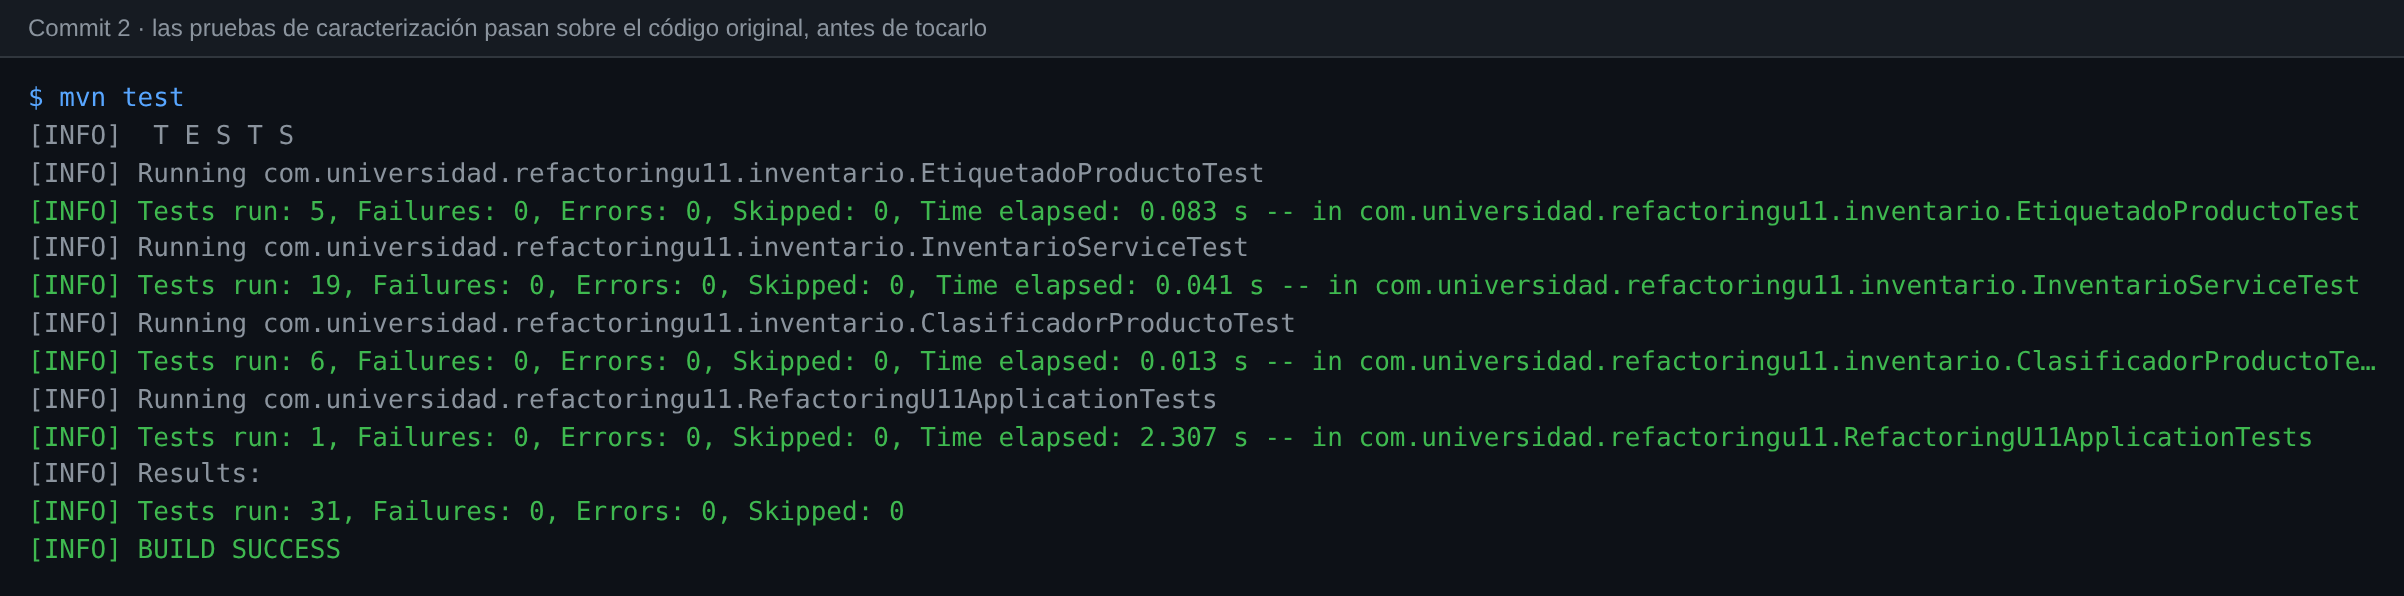 Commit 2 · las pruebas de caracterización pasan sobre el código original, antes de tocarlo
$ mvn test
[INFO]  T E S T S
[INFO] Running com.universidad.refactoringu11.inventario.EtiquetadoProductoTest
[INFO] Tests run: 5, Failures: 0, Errors: 0, Skipped: 0, Time elapsed: 0.083 s -- in com.universidad.refactoringu11.inventario.EtiquetadoProductoTest
[INFO] Running com.universidad.refactoringu11.inventario.InventarioServiceTest
[INFO] Tests run: 19, Failures: 0, Errors: 0, Skipped: 0, Time elapsed: 0.041 s -- in com.universidad.refactoringu11.inventario.InventarioServiceTest
[INFO] Running com.universidad.refactoringu11.inventario.ClasificadorProductoTest
[INFO] Tests run: 6, Failures: 0, Errors: 0, Skipped: 0, Time elapsed: 0.013 s -- in com.universidad.refactoringu11.inventario.ClasificadorProductoTe…
[INFO] Running com.universidad.refactoringu11.RefactoringU11ApplicationTests
[INFO] Tests run: 1, Failures: 0, Errors: 0, Skipped: 0, Time elapsed: 2.307 s -- in com.universidad.refactoringu11.RefactoringU11ApplicationTests
[INFO] Results:
[INFO] Tests run: 31, Failures: 0, Errors: 0, Skipped: 0
[INFO] BUILD SUCCESS